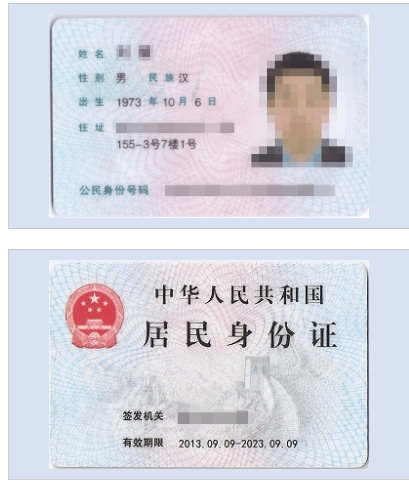 姓 名
性 别 男 民 族 汉
出 生 1973 年 10 月 6 日
住 址
155-3号7楼1号
公民身份号码
中华人民共和国
居民身份证
签发机关
有效期限 2013.09.09-2023.09.09